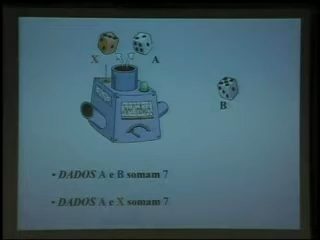 X A
B
• DADOS A e B somam 7
• DADOS A e X somam 7